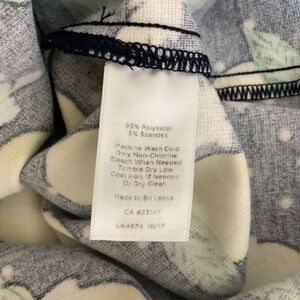 95% Polyester
5% Spandex
Machine Wash Cold
Only Non-Chlorine
Bleach When Needed
Tumble Dry Low
Cool Iron If Needed
Or Dry Clean
Made In Sri Lanka
CA #23147
LK4974 10/17